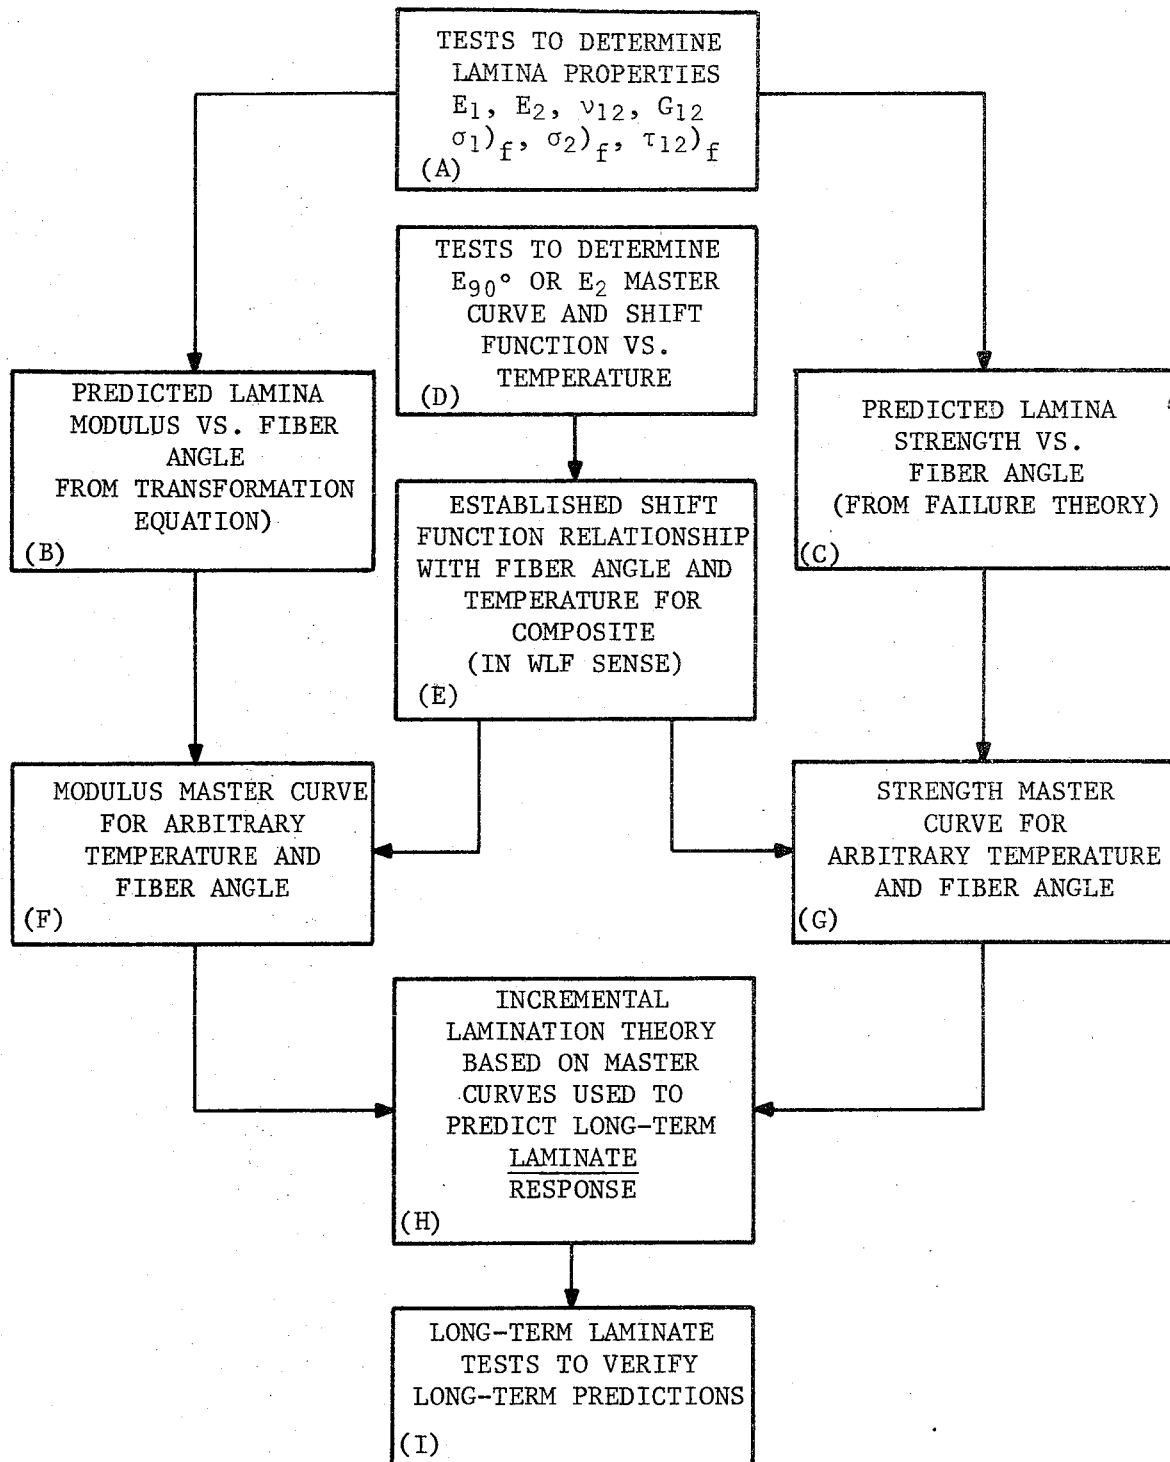 TESTS TO DETERMINE
LAMINA PROPERTIES
E1, E2, ν12, G12
σ1)f, σ2)f, τ12)f
(A)
TESTS TO DETERMINE
E90° OR E2 MASTER
CURVE AND SHIFT
FUNCTION VS.
TEMPERATURE
(D)
PREDICTED LAMINA
MODULUS VS. FIBER
ANGLE
FROM TRANSFORMATION
EQUATION)
(B)
PREDICTED LAMINA
STRENGTH VS.
FIBER ANGLE
(FROM FAILURE THEORY)
(C)
ESTABLISHED SHIFT
FUNCTION RELATIONSHIP
WITH FIBER ANGLE AND
TEMPERATURE FOR
COMPOSITE
(IN WLF SENSE)
(E)
MODULUS MASTER CURVE
FOR ARBITRARY
TEMPERATURE AND
FIBER ANGLE
(F)
STRENGTH MASTER
CURVE FOR
ARBITRARY TEMPERATURE
AND FIBER ANGLE
(G)
INCREMENTAL
LAMINATION THEORY
BASED ON MASTER
CURVES USED TO
PREDICT LONG-TERM
LAMINATE
RESPONSE
(H)
LONG-TERM LAMINATE
TESTS TO VERIFY
LONG-TERM PREDICTIONS
(I)